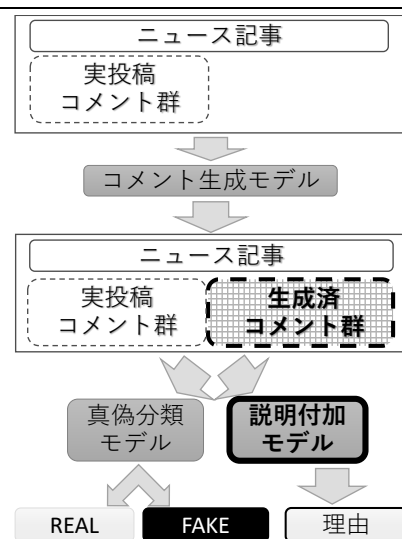 ニュース記事
実投稿
コメント群
コメント生成モデル
ニュース記事
実投稿
コメント群
生成済
コメント群
真偽分類
モデル
説明付加
モデル
REAL
FAKE
理由